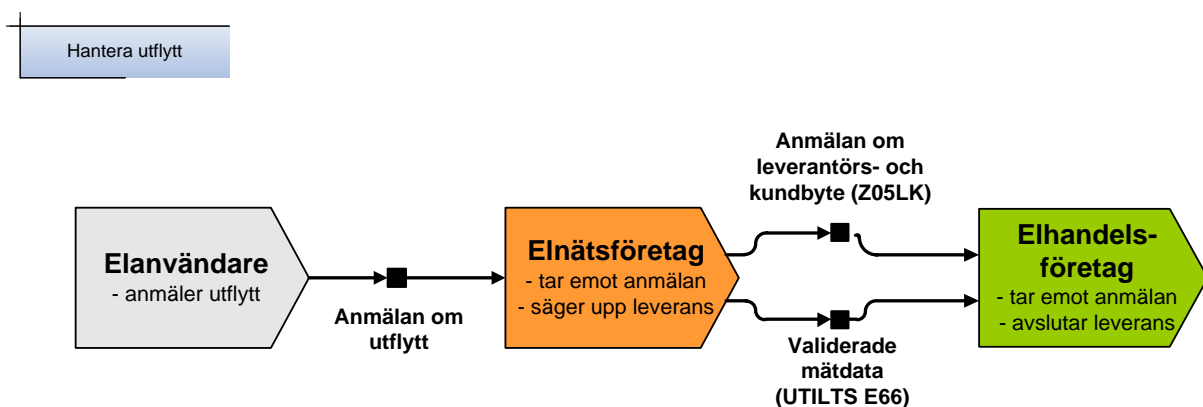 Hantera utflytt
Elanvändare
- anmäler utflytt
Anmälan om
utflytt
Elnätsföretag
- tar emot anmälan
- säger upp leverans
Anmälan om
leverantörs- och
kundbyte (Z05LK)
Validerade
mätdata
(UTILTS E66)
Elhandels-
företag
- tar emot anmälan
- avslutar leverans